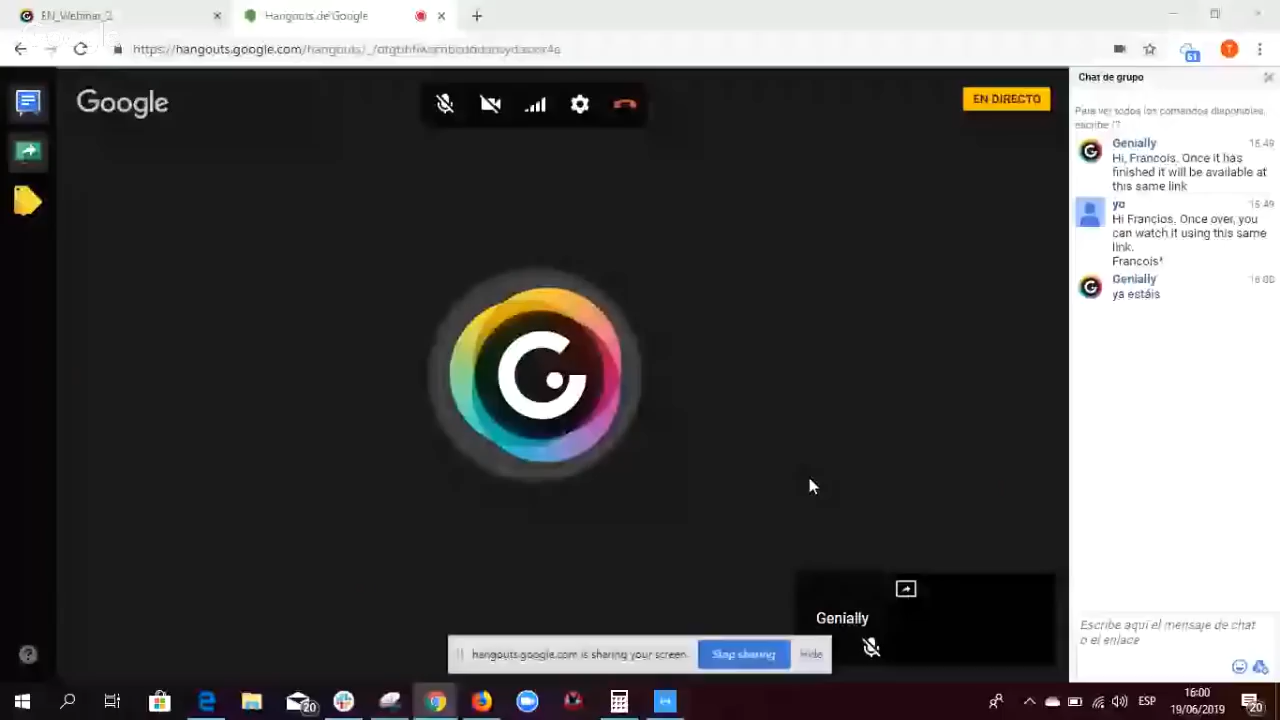 EN_Webinar_2
Hangouts de Google
Google
EN DIRECTO
Chat de grupo
Para ver todos los comandos disponibles,
escribe /?
Genially 15:49
Hi, Francois. Once it has
finished it will be available at
this same link
yo 15:49
Hi Francios. Once over, you
can watch it using this same
link.
Francois*
Genially 16:00
ya estáis
Genially
hangouts.google.com is sharing your screen.
Stop sharing
Hide
Escribe aquí el mensaje de chat
o el enlace
61
T
20
ESP
16:00
19/06/2019
20